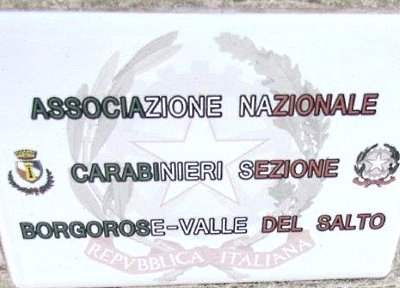 ASSOCIAZIONE NAZIONALE
CARABINIERI SEZIONE
BORGOROSE-VALLE DEL SALTO
REPVBBLICA ITALIANA